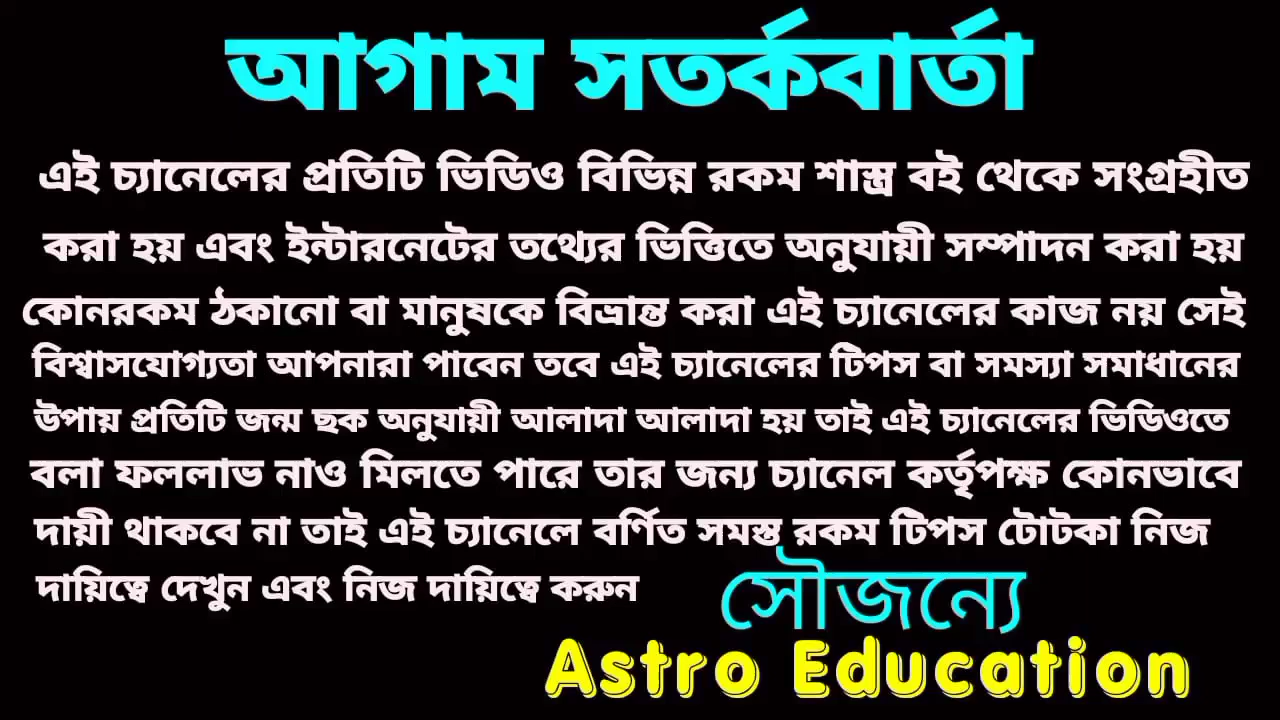 আগাম সতর্কবার্তা
এই চ্যানেলের প্রতিটি ভিডিও বিভিন্ন রকম শাস্ত্র বই থেকে সংগ্রহীত
করা হয় এবং ইন্টারনেটের তথ্যের ভিত্তিতে অনুযায়ী সম্পাদন করা হয়
কোনরকম ঠকানো বা মানুষকে বিভ্রান্ত করা এই চ্যানেলের কাজ নয় সেই
বিশ্বাসযোগ্যতা আপনারা পাবেন তবে এই চ্যানেলের টিপস বা সমস্যা সমাধানের
উপায় প্রতিটি জন্ম ছক অনুযায়ী আলাদা আলাদা হয় তাই এই চ্যানেলের ভিডিওতে
বলা ফললাভ নাও মিলতে পারে তার জন্য চ্যানেল কর্তৃপক্ষ কোনভাবে
দায়ী থাকবে না তাই এই চ্যানেলে বর্ণিত সমস্ত রকম টিপস টোটকা নিজ
দায়িত্বে দেখুন এবং নিজ দায়িত্বে করুন
সৌজন্যে
Astro Education